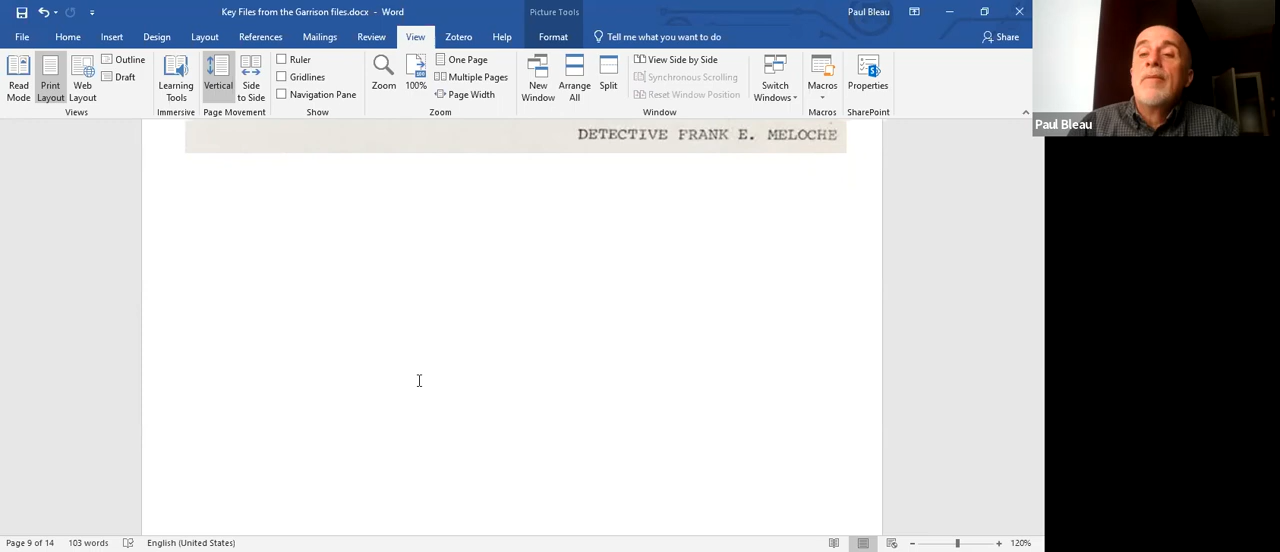 Key Files from the Garrison files.docx - Word
Picture Tools
Paul Bleau
File Home Insert Design Layout References Mailings Review View Zotero Help Format Tell me what you want to do Share
Read Mode
Print Layout
Web Layout
Outline
Draft
Views
Learning Tools
Immersive
Vertical
Side to Side
Page Movement
Ruler
Gridlines
Navigation Pane
Show
Zoom
100
100%
One Page
Multiple Pages
Page Width
Zoom
New Window
Arrange All
Split
View Side by Side
Synchronous Scrolling
Reset Window Position
Window
Switch Windows
Macros
Macros
Properties
SharePoint
Paul Bleau
DETECTIVE FRANK E. MELOCHE
Page 9 of 14 103 words English (United States) 120%